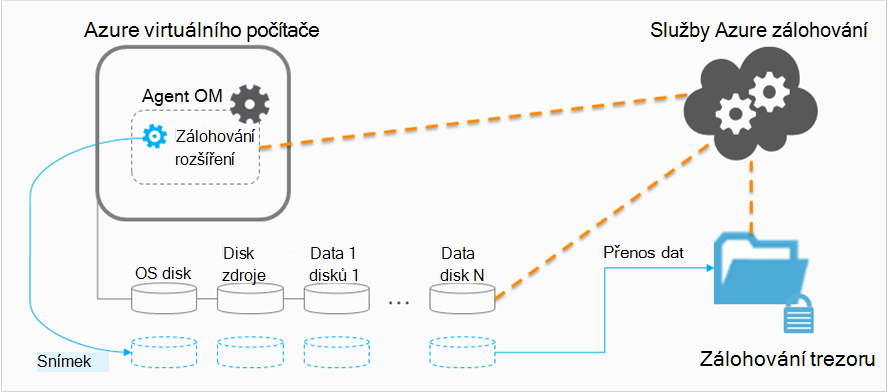 Azure virtuálního počítače
Služby Azure zálohování
Agent OM
Zálohování
rozšíření
OS disk
Disk
zdroje
Data 1
disků 1
...
Data
disk N
Přenos dat
Snímek
Zálohování trezoru